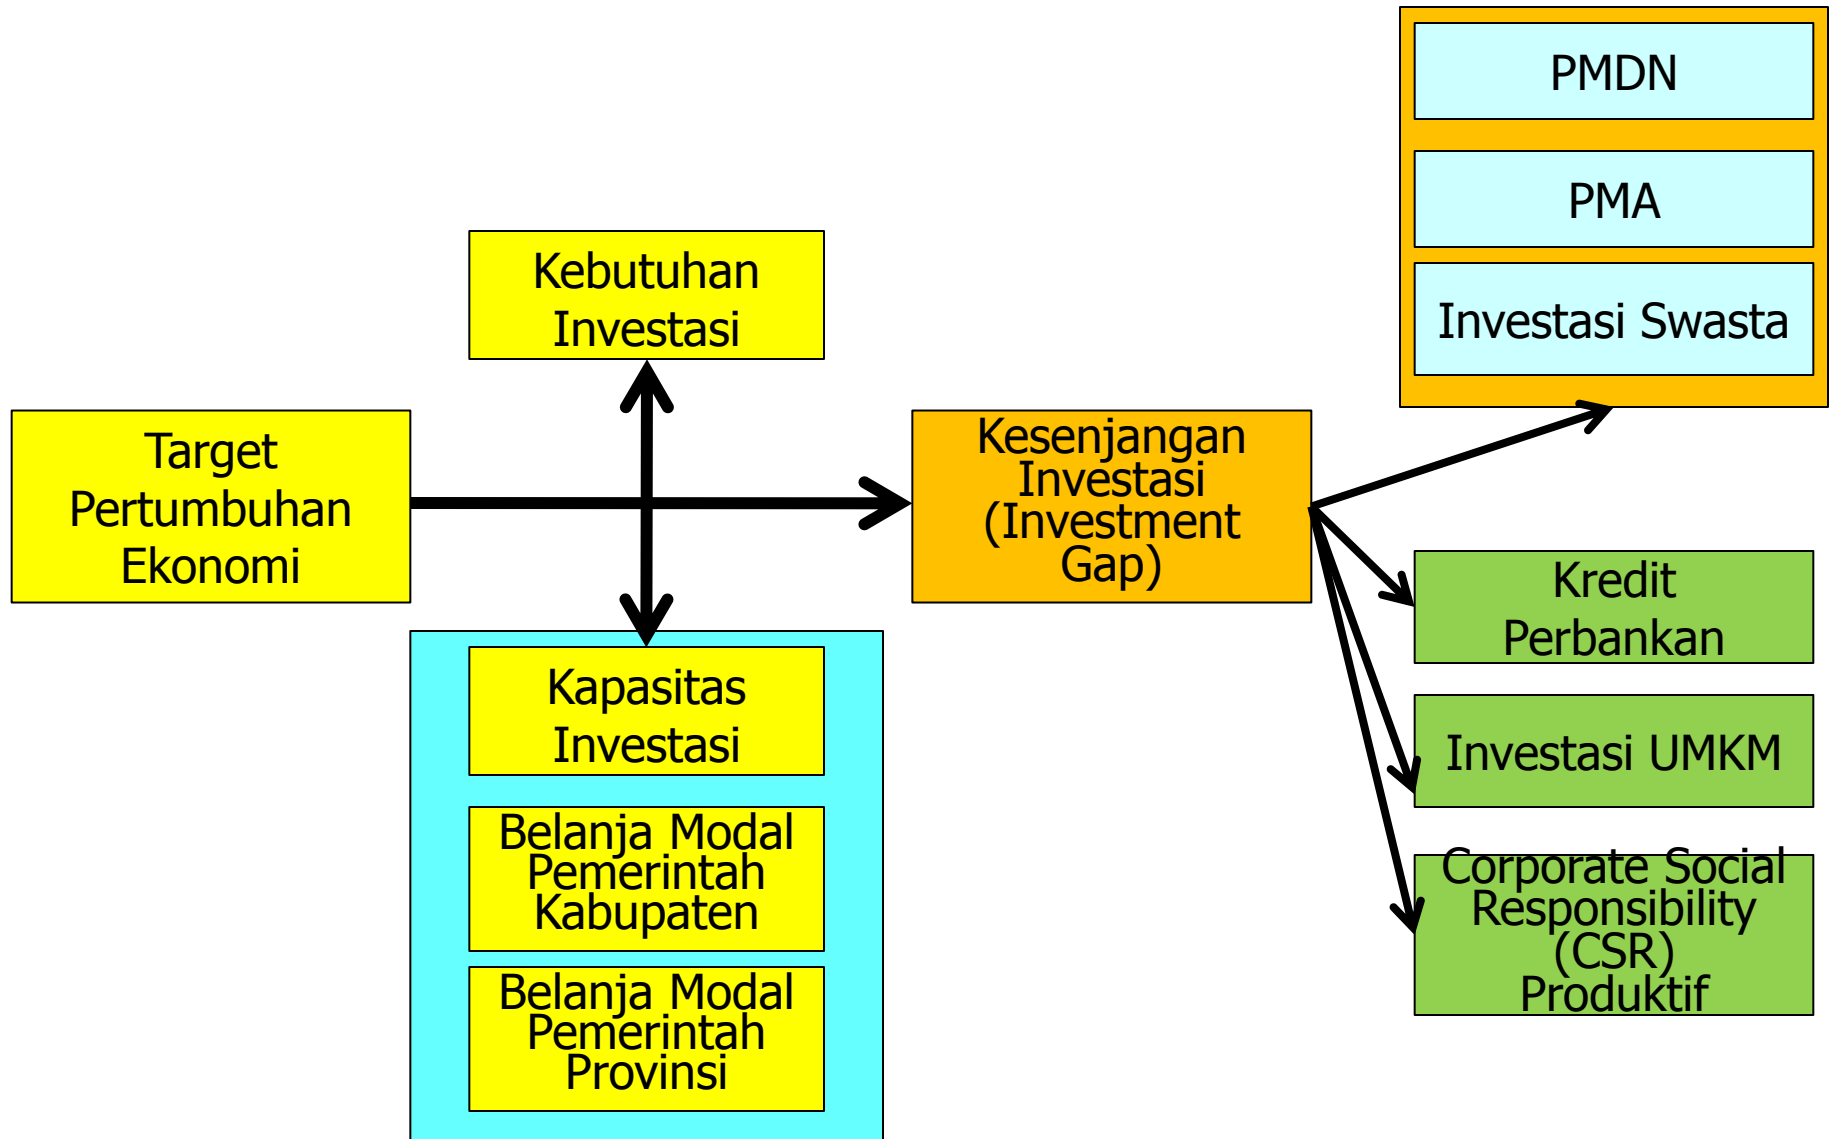 Target
Pertumbuhan
Ekonomi
Kebutuhan
Investasi
Kapasitas
Investasi
Belanja Modal
Pemerintah
Kabupaten
Belanja Modal
Pemerintah
Provinsi
Kesenjangan
Investasi
(Investment
Gap)
PMDN
PMA
Investasi Swasta
Kredit
Perbankan
Investasi UMKM
Corporate Social
Responsibility
(CSR)
Produktif